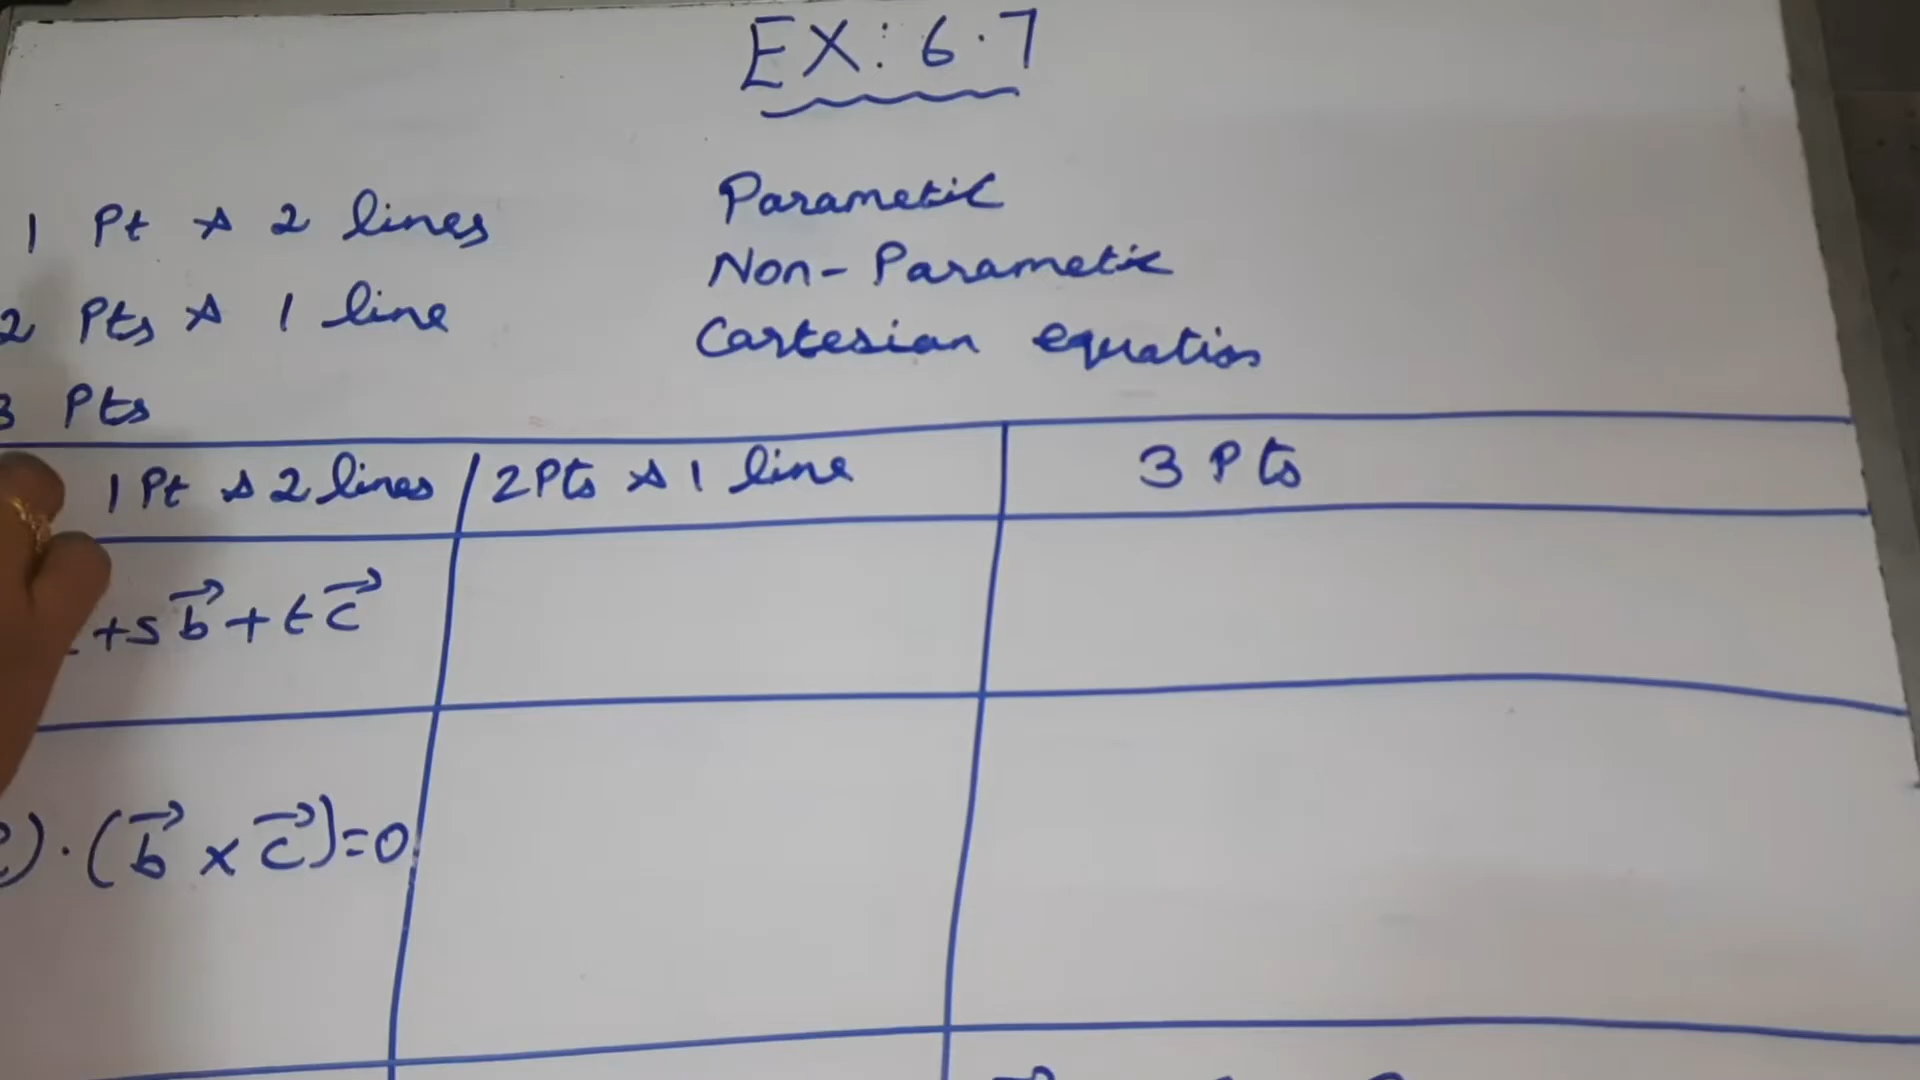 EX: 6.7
1 Pt & 2 lines
2 Pts & 1 line
3 Pts
Parametic
Non-Parametic
Cartesian equation
1 Pt & 2 lines
2 Pts & 1 line
3 Pts
+s b⃗ + t c⃗
) · (b⃗ × c⃗) = 0